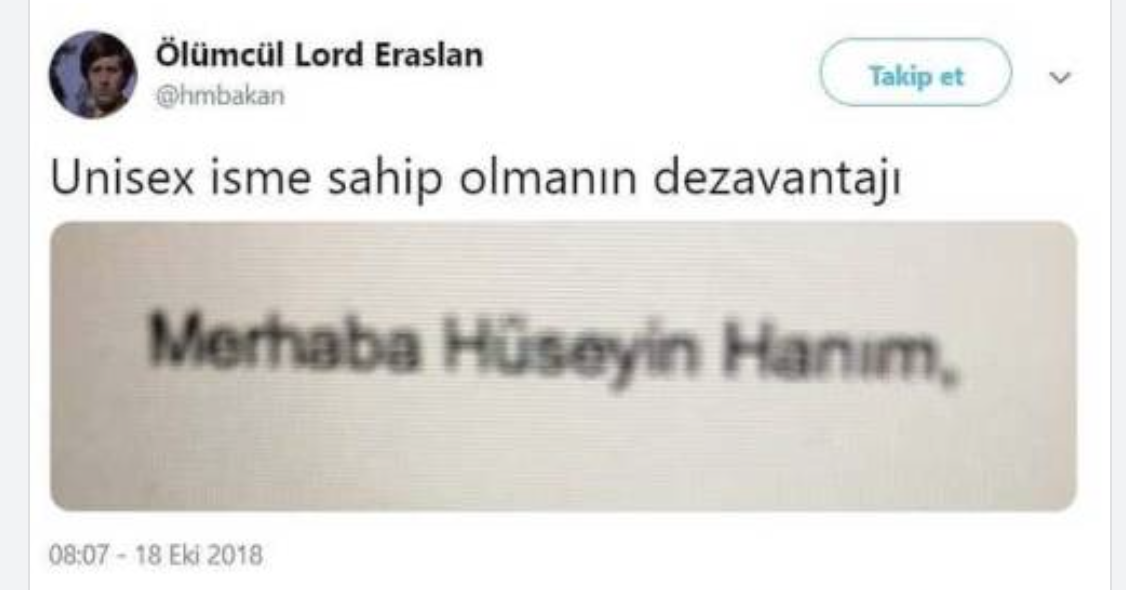 Ölümcül Lord Eraslan
@hmbakan
Takip et
Unisex isme sahip olmanın dezavantajı
Merhaba Hüseyin Hanım,
08:07 - 18 Eki 2018